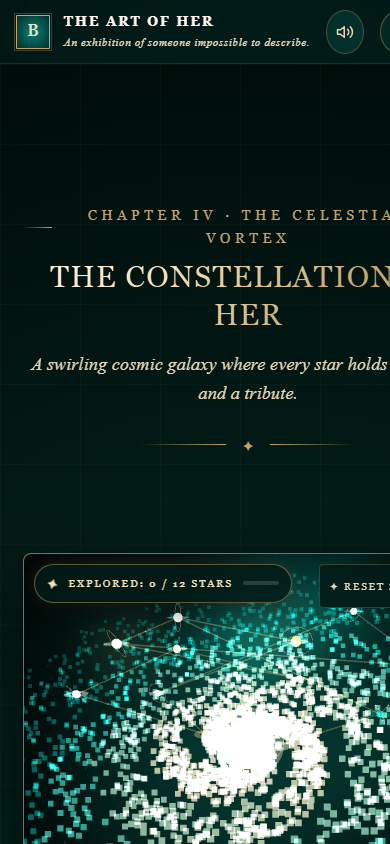 B
THE ART OF HER
An exhibition of someone impossible to describe.
CHAPTER IV · THE CELESTIA
VORTEX
THE CONSTELLATION
HER
A swirling cosmic galaxy where every star holds
and a tribute.
EXPLORED: 0 / 12 STARS
RESET